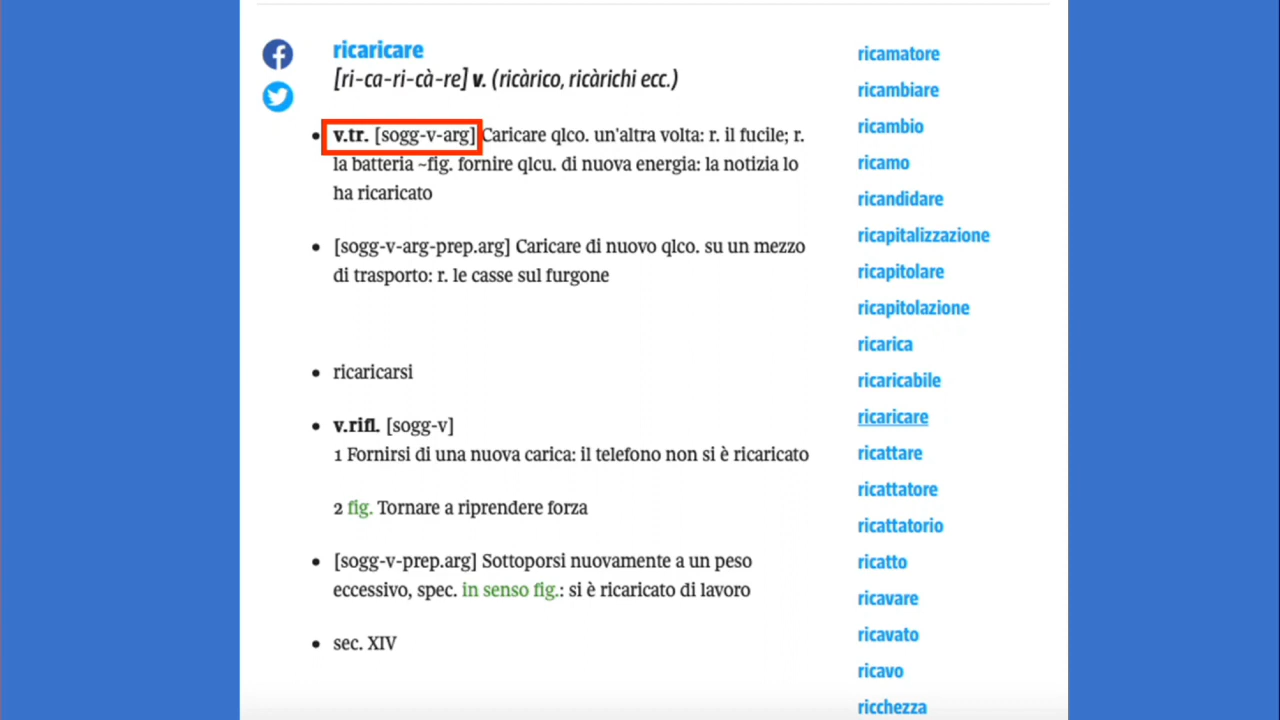 ricaricare
[ri-ca-ri-cà-re] v. (ricàrico, ricàrichi ecc.)
• v.tr. [sogg-v-arg] Caricare qlco. un'altra volta: r. il fucile; r.
la batteria ~fig. fornire qlcu. di nuova energia: la notizia lo
ha ricaricato
• [sogg-v-arg-prep.arg] Caricare di nuovo qlco. su un mezzo
di trasporto: r. le casse sul furgone
• ricaricarsi
• v.rifl. [sogg-v]
1 Fornirsi di una nuova carica: il telefono non si è ricaricato
2 fig. Tornare a riprendere forza
• [sogg-v-prep.arg] Sottoporsi nuovamente a un peso
eccessivo, spec. in senso fig.: si è ricaricato di lavoro
• sec. XIV
ricamatore
ricambiare
ricambio
ricamo
ricandidare
ricapitalizzazione
ricapitolare
ricapitolazione
ricarica
ricaricabile
ricaricare
ricattare
ricattatore
ricattatorio
ricatto
ricavare
ricavato
ricavo
ricchezza